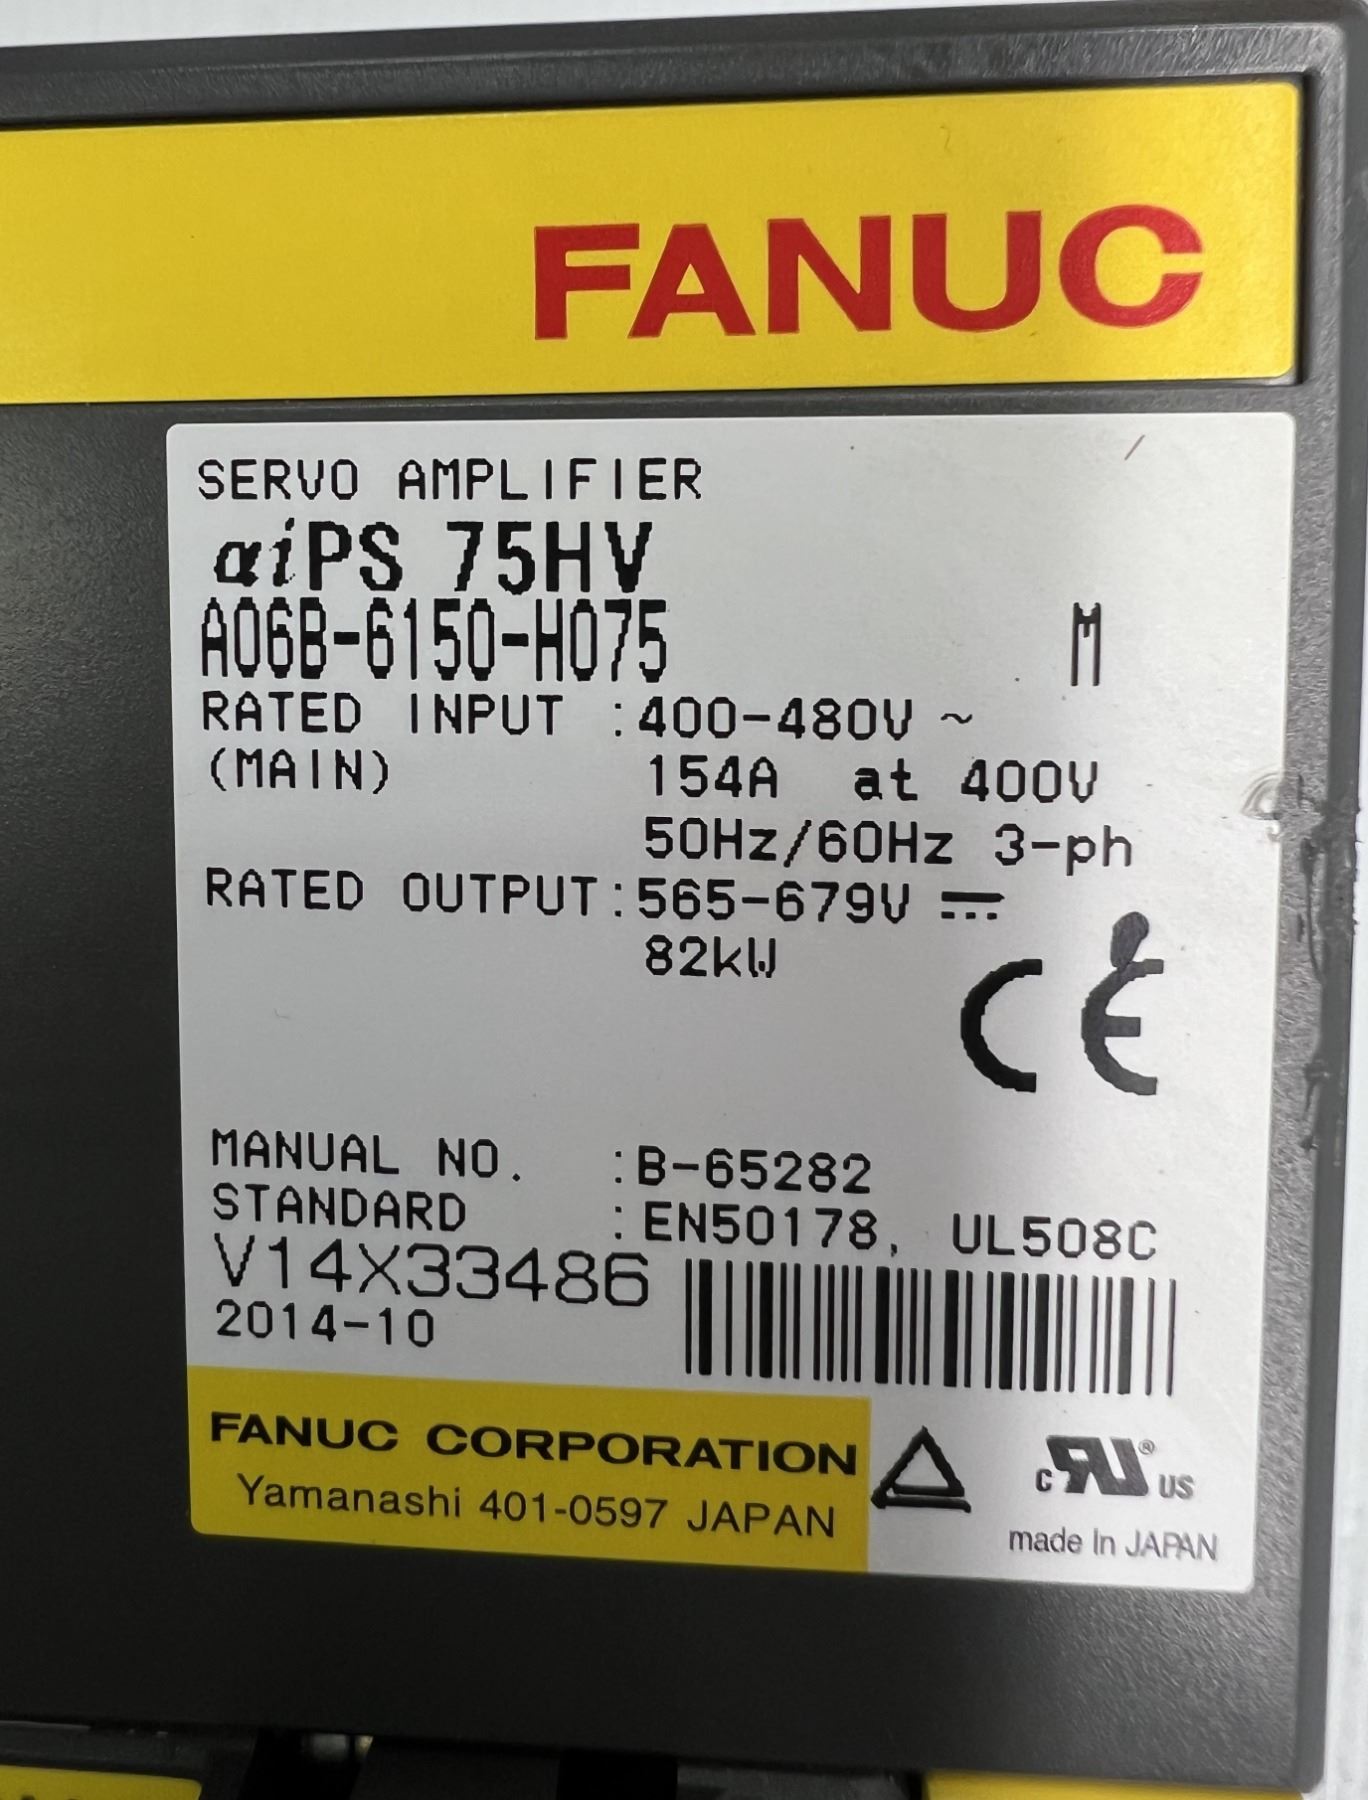 FANUC
SERVO AMPLIFIER
αiPS 75HV
A06B-6150-H075 M
RATED INPUT :400-480V ~
(MAIN) 154A at 400V
50Hz/60Hz 3-ph
RATED OUTPUT:565-679V ⎓
82kW
CE
MANUAL NO. :B-65282
STANDARD :EN50178, UL508C
V14X33486
2014-10
FANUC CORPORATION
Yamanashi 401-0597 JAPAN
c RU ® US
made In JAPAN